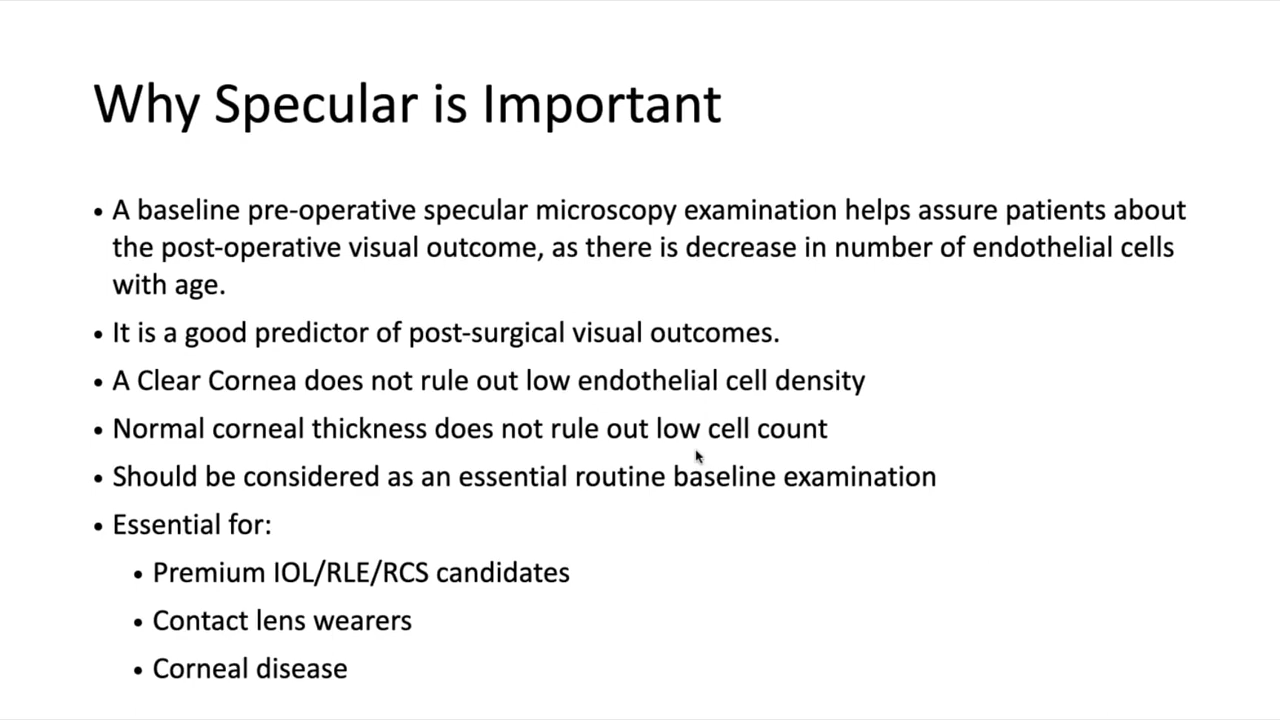 Why Specular is Important
• A baseline pre-operative specular microscopy examination helps assure patients about
the post-operative visual outcome, as there is decrease in number of endothelial cells
with age.
• It is a good predictor of post-surgical visual outcomes.
• A Clear Cornea does not rule out low endothelial cell density
• Normal corneal thickness does not rule out low cell count
• Should be considered as an essential routine baseline examination
• Essential for:
• Premium IOL/RLE/RCS candidates
• Contact lens wearers
• Corneal disease